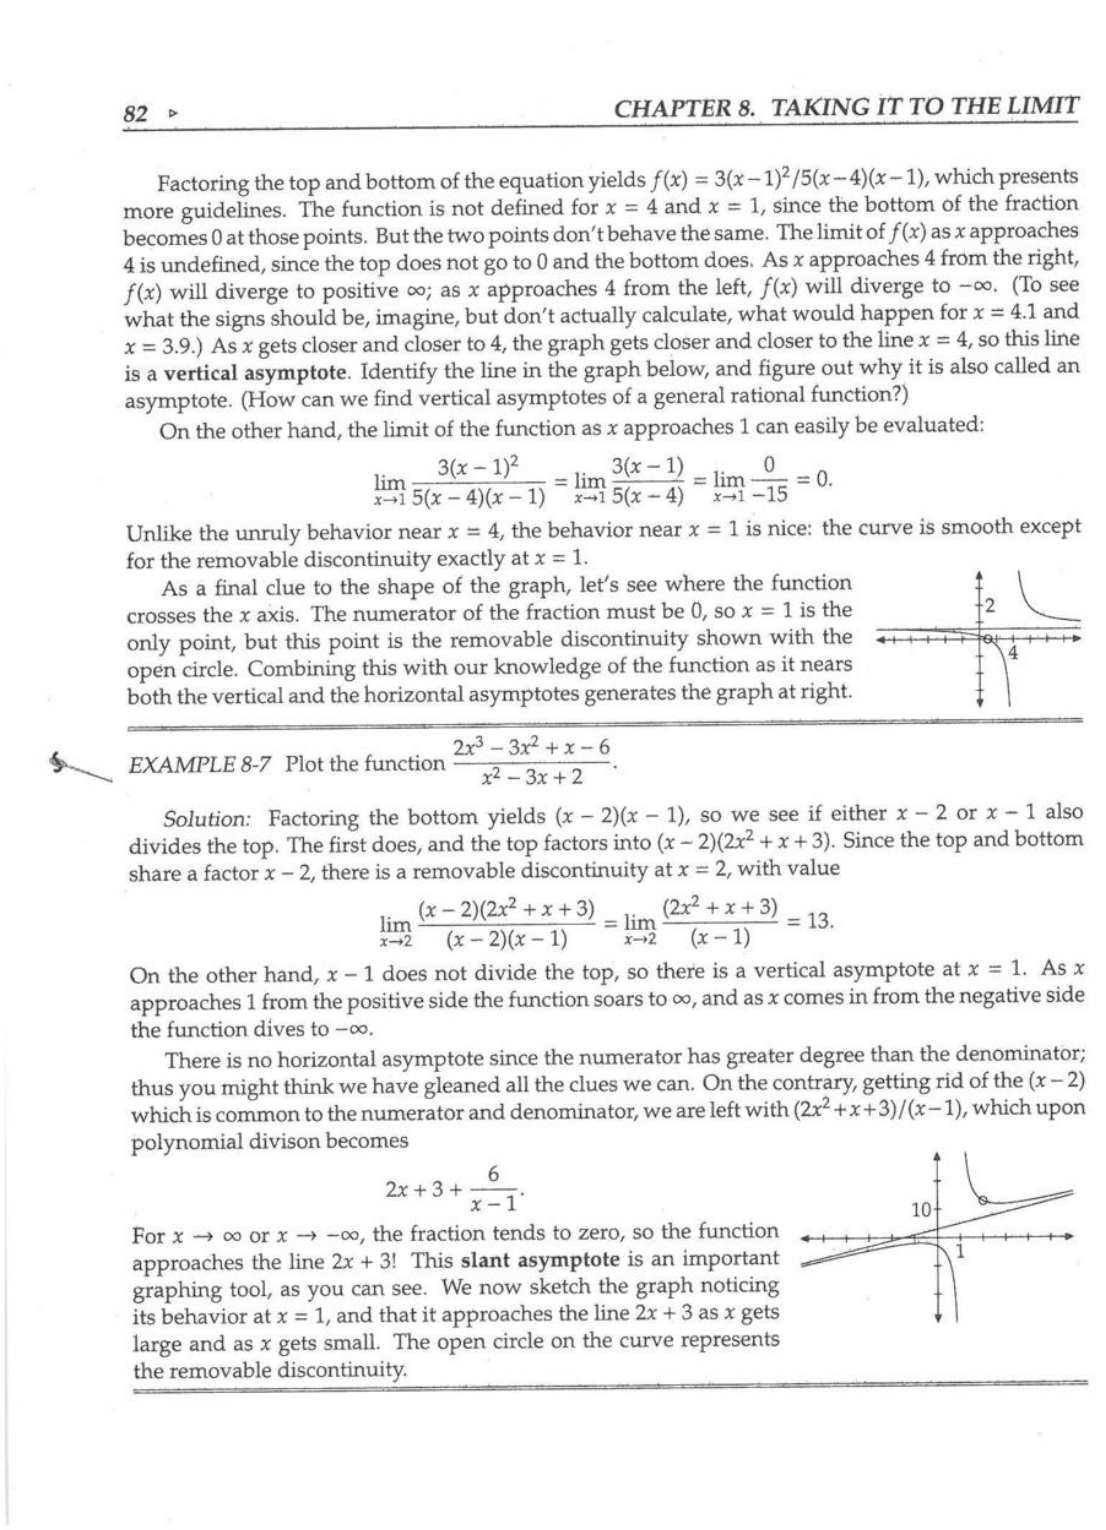 82 ▹ CHAPTER 8. TAKING IT TO THE LIMIT
Factoring the top and bottom of the equation yields f(x) = 3(x−1)²/5(x−4)(x−1), which presents
more guidelines. The function is not defined for x = 4 and x = 1, since the bottom of the fraction
becomes 0 at those points. But the two points don't behave the same. The limit of f(x) as x approaches
4 is undefined, since the top does not go to 0 and the bottom does. As x approaches 4 from the right,
f(x) will diverge to positive ∞; as x approaches 4 from the left, f(x) will diverge to −∞. (To see
what the signs should be, imagine, but don't actually calculate, what would happen for x = 4.1 and
x = 3.9.) As x gets closer and closer to 4, the graph gets closer and closer to the line x = 4, so this line
is a vertical asymptote. Identify the line in the graph below, and figure out why it is also called an
asymptote. (How can we find vertical asymptotes of a general rational function?)
On the other hand, the limit of the function as x approaches 1 can easily be evaluated:
lim x→1 3(x − 1)² / 5(x − 4)(x − 1) = lim x→1 3(x − 1) / 5(x − 4) = lim x→1 0 / −15 = 0.
Unlike the unruly behavior near x = 4, the behavior near x = 1 is nice: the curve is smooth except
for the removable discontinuity exactly at x = 1.
As a final clue to the shape of the graph, let's see where the function
crosses the x axis. The numerator of the fraction must be 0, so x = 1 is the
only point, but this point is the removable discontinuity shown with the
open circle. Combining this with our knowledge of the function as it nears
both the vertical and the horizontal asymptotes generates the graph at right.
2
4
EXAMPLE 8-7 Plot the function 2x³ − 3x² + x − 6 / x² − 3x + 2 .
Solution: Factoring the bottom yields (x − 2)(x − 1), so we see if either x − 2 or x − 1 also
divides the top. The first does, and the top factors into (x − 2)(2x² + x + 3). Since the top and bottom
share a factor x − 2, there is a removable discontinuity at x = 2, with value
lim x→2 (x − 2)(2x² + x + 3) / (x − 2)(x − 1) = lim x→2 (2x² + x + 3) / (x − 1) = 13.
On the other hand, x − 1 does not divide the top, so there is a vertical asymptote at x = 1. As x
approaches 1 from the positive side the function soars to ∞, and as x comes in from the negative side
the function dives to −∞.
There is no horizontal asymptote since the numerator has greater degree than the denominator;
thus you might think we have gleaned all the clues we can. On the contrary, getting rid of the (x − 2)
which is common to the numerator and denominator, we are left with (2x²+x+3)/(x−1), which upon
polynomial divison becomes
2x + 3 + 6 / x − 1 .
For x → ∞ or x → −∞, the fraction tends to zero, so the function
approaches the line 2x + 3! This slant asymptote is an important
graphing tool, as you can see. We now sketch the graph noticing
its behavior at x = 1, and that it approaches the line 2x + 3 as x gets
large and as x gets small. The open circle on the curve represents
the removable discontinuity.
10
1